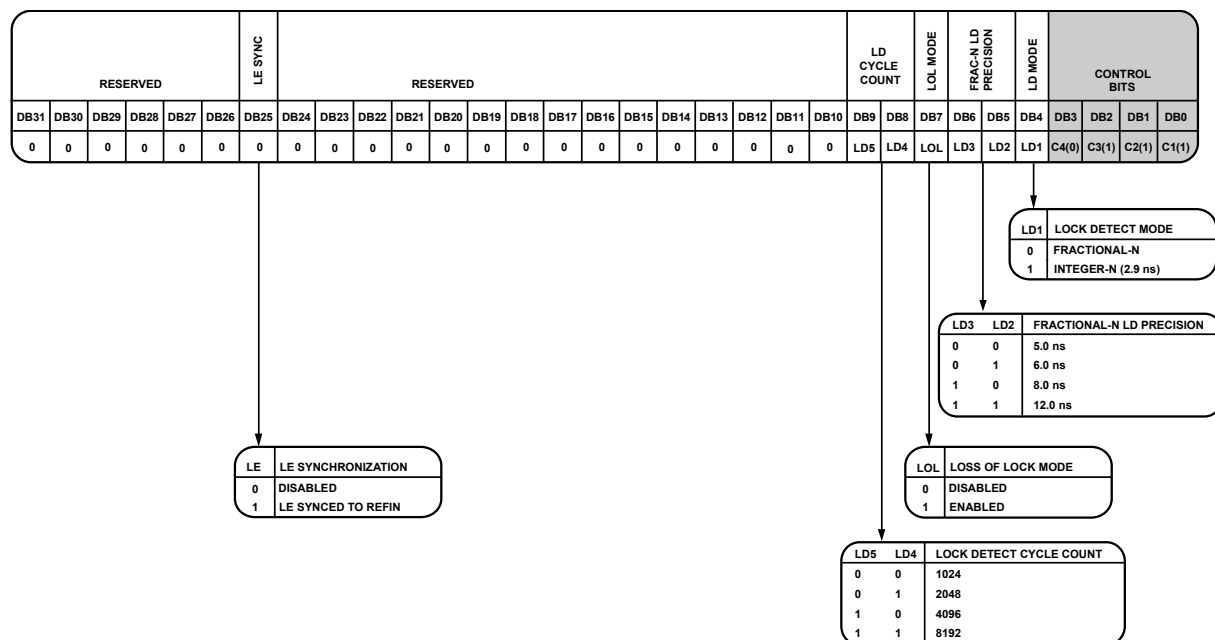 RESERVED
LE SYNC
RESERVED
LD
CYCLE
COUNT
LOL MODE
FRAC-N LD
PRECISION
LD MODE
CONTROL
BITS
DB31 DB30 DB29 DB28 DB27 DB26 DB25 DB24 DB23 DB22 DB21 DB20 DB19 DB18 DB17 DB16 DB15 DB14 DB13 DB12 DB11 DB10 DB9 DB8 DB7 DB6 DB5 DB4 DB3 DB2 DB1 DB0
0 0 0 0 0 0 0 0 0 0 0 0 0 0 0 0 0 0 0 0 0 0 LD5 LD4 LOL LD3 LD2 LD1 C4(0) C3(1) C2(1) C1(1)
LD1 LOCK DETECT MODE
0 FRACTIONAL-N
1 INTEGER-N (2.9 ns)
LD3 LD2 FRACTIONAL-N LD PRECISION
0 0 5.0 ns
0 1 6.0 ns
1 0 8.0 ns
1 1 12.0 ns
LE LE SYNCHRONIZATION
0 DISABLED
1 LE SYNCED TO REFIN
LOL LOSS OF LOCK MODE
0 DISABLED
1 ENABLED
LD5 LD4 LOCK DETECT CYCLE COUNT
0 0 1024
0 1 2048
1 0 4096
1 1 8192